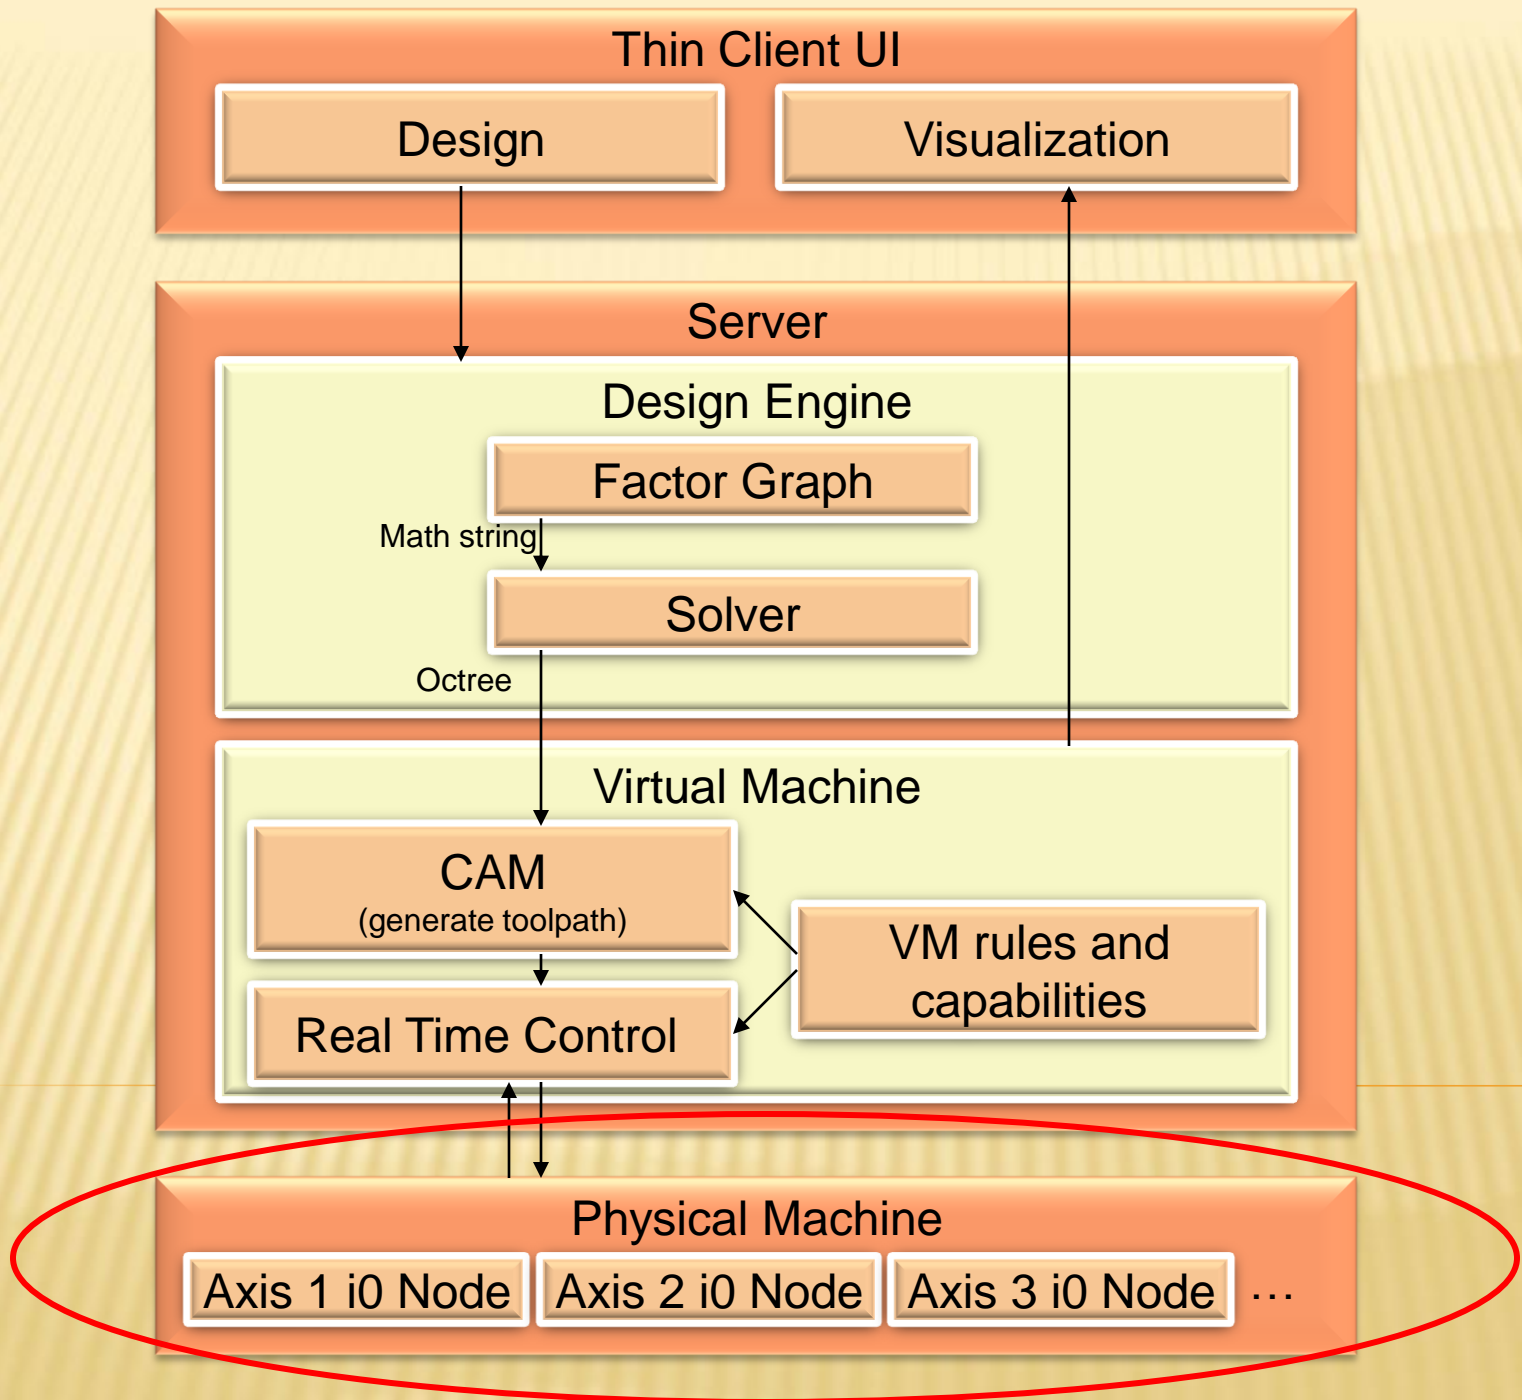 Thin Client UI
Design
Visualization
Server
Design Engine
Factor Graph
Math string
Solver
Octree
Virtual Machine
CAM
(generate toolpath)
VM rules and
capabilities
Real Time Control
Physical Machine
Axis 1 i0 Node
Axis 2 i0 Node
Axis 3 i0 Node
…